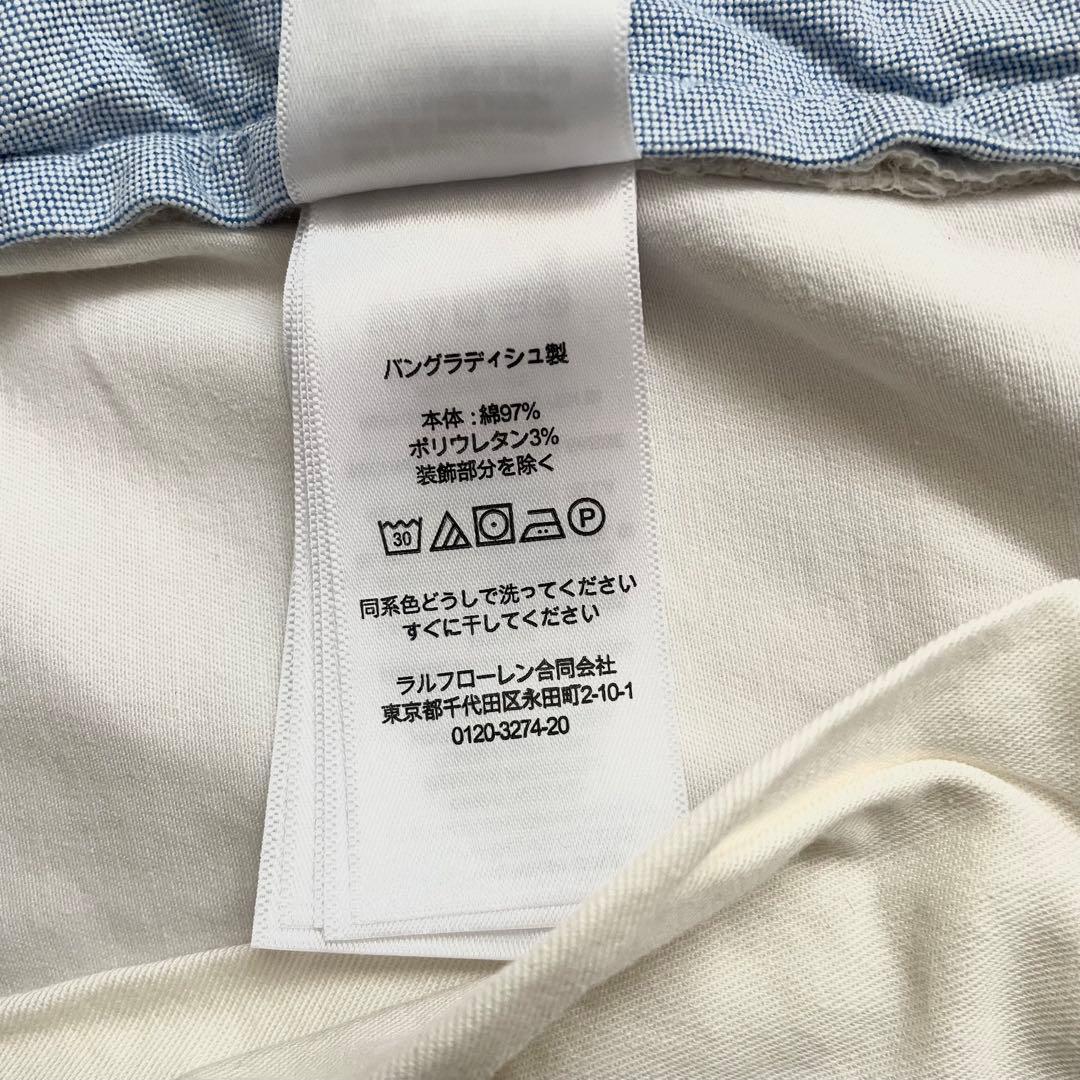 バングラディシュ製
本体 : 綿97%
ポリウレタン3%
装飾部分を除く
30 P
同系色どうしで洗ってください
すぐに干してください
ラルフローレン合同会社
東京都千代田区永田町2-10-1
0120-3274-20